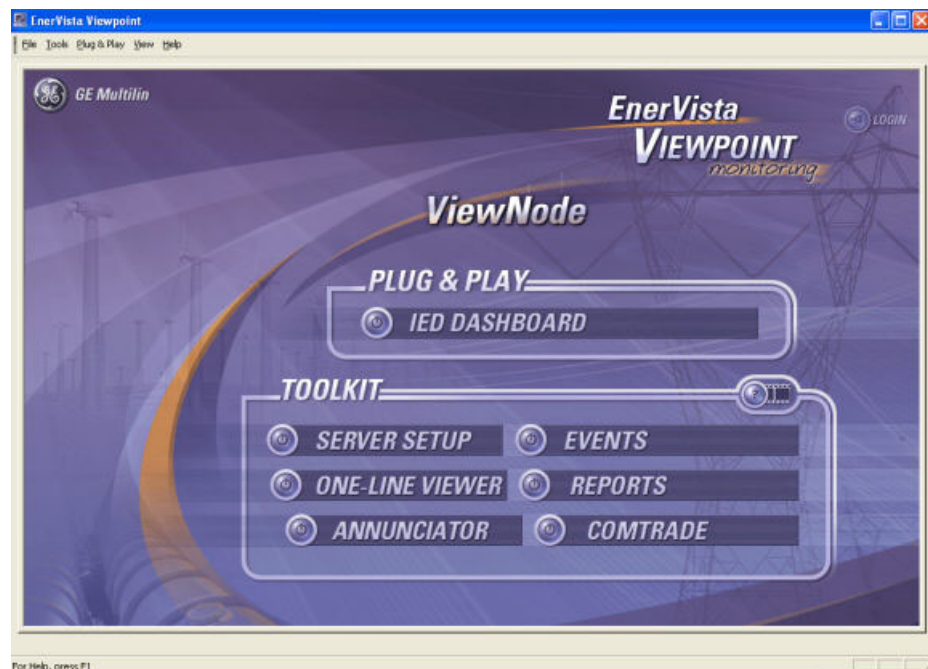 EnerVista Viewpoint
File Tools Plug & Play View Help
GE Multilin
EnerVista
VIEWPOINT
monitoring
LOGIN
ViewNode
PLUG & PLAY
IED DASHBOARD
TOOLKIT
SERVER SETUP
EVENTS
ONE-LINE VIEWER
REPORTS
ANNUNCIATOR
COMTRADE
For Help, press F1